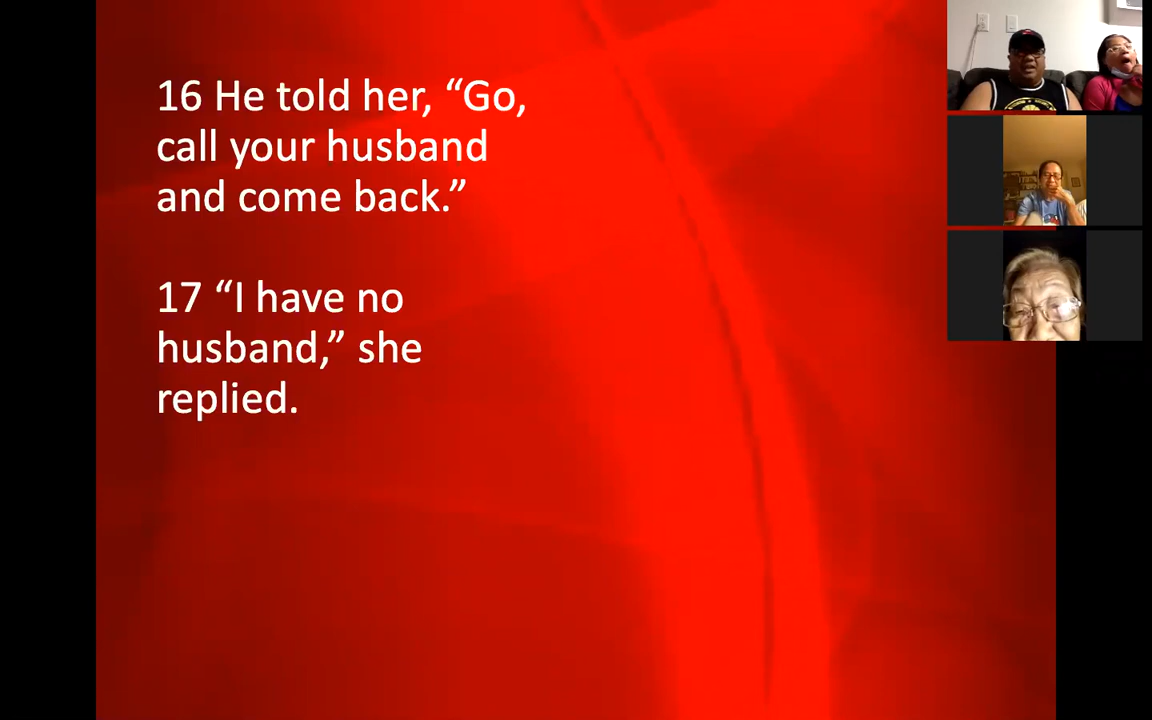 16 He told her, “Go,
call your husband
and come back.”
17 “I have no
husband,” she
replied.